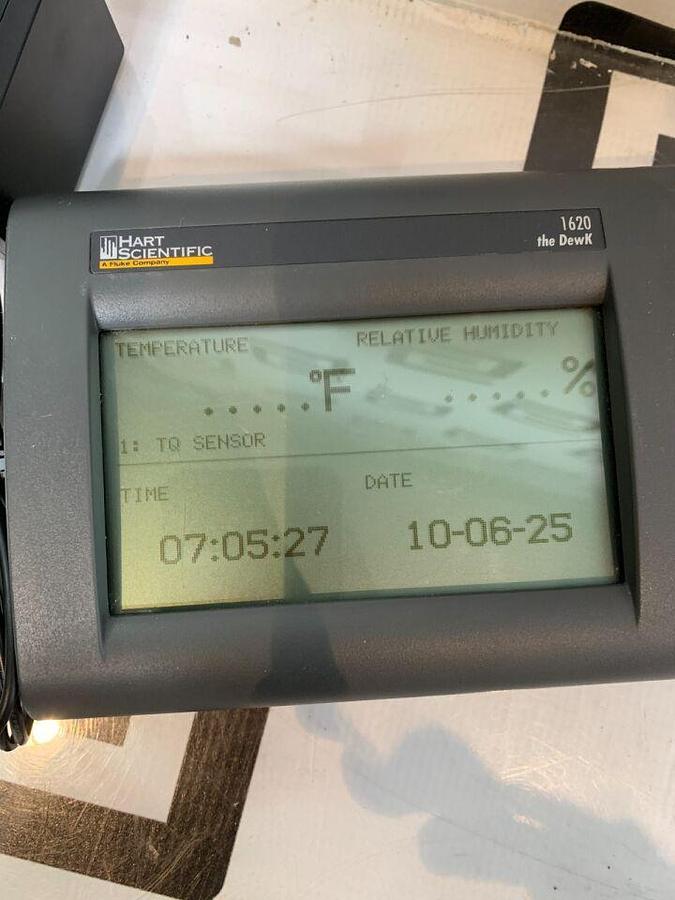 HART
SCIENTIFIC
A Fluke Company
1620
the DewK
TEMPERATURE
RELATIVE HUMIDITY
.....°F
.....%
1: TQ SENSOR
TIME
DATE
07:05:27
10-06-25